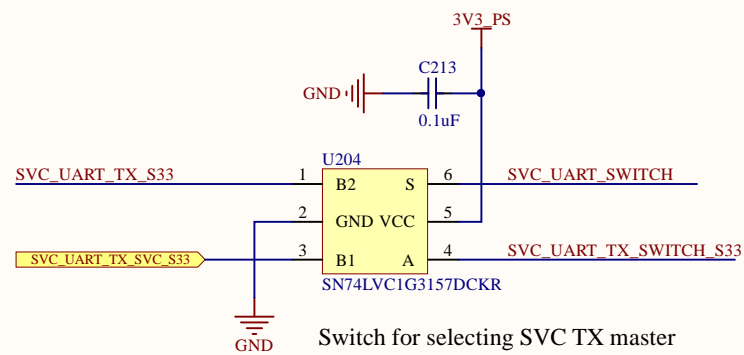 3V3_PS
C213
GND
0.1uF
U204
SVC_UART_TX_S33
1
B2
S
6
SVC_UART_SWITCH
2
GND
VCC
5
SVC_UART_TX_SVC_S33
3
B1
A
4
SVC_UART_TX_SWITCH_S33
SN74LVC1G3157DCKR
GND
Switch for selecting SVC TX master